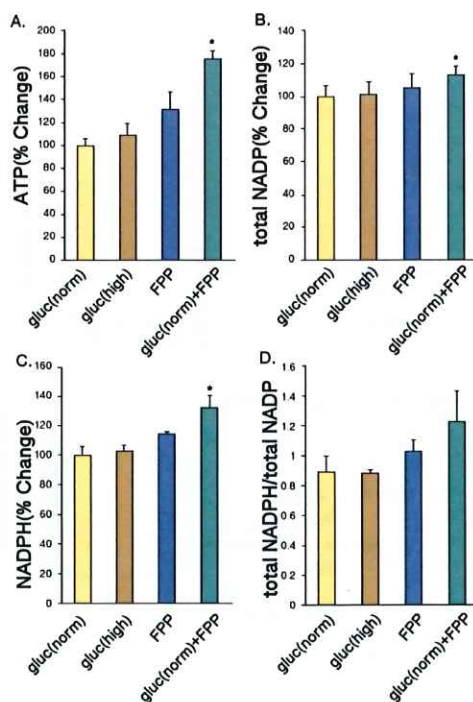 A.
ATP(% Change)
200
180
160
140
120
100
80
60
40
20
0
*
gluc(norm)
gluc(high)
FPP
gluc(norm)+FPP
B.
total NADP(% Change)
140
120
100
80
60
40
20
0
*
gluc(norm)
gluc(high)
FPP
gluc(norm)+FPP
C.
NADPH(% Change)
160
140
120
100
80
60
40
20
0
*
gluc(norm)
gluc(high)
FPP
gluc(norm)+FPP
D.
total NADPH/total NADP
1.6
1.4
1.2
1
0.8
0.6
0.4
0.2
0
gluc(norm)
gluc(high)
FPP
gluc(norm)+FPP